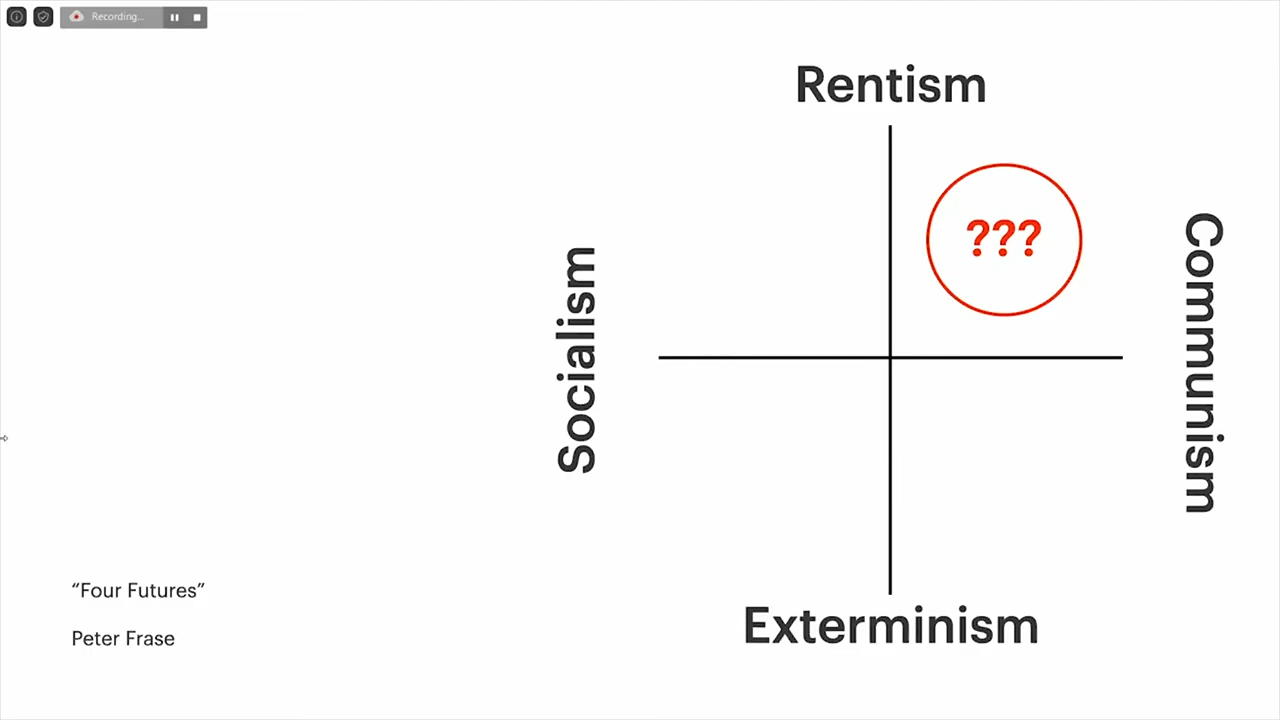 Recording...
Rentism
???
Socialism
Communism
“Four Futures”
Peter Frase
Exterminism